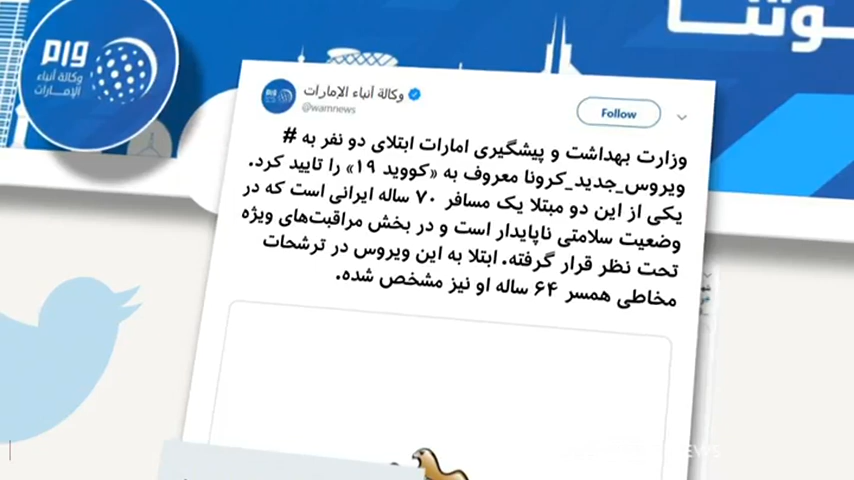 وام
وكالة أنباء
الإمـــارات
وكالة أنباء الإمارات
@wamnews
Follow
وزارت بهداشت و پیشگیری امارات ابتلای دو نفر به #
ویروس_جدید_کرونا معروف به «کووید ۱۹» را تایید کرد.
یکی از این دو مبتلا یک مسافر ۷۰ ساله ایرانی است که در
وضعیت سلامتی ناپایدار است و در بخش مراقبت‌های ویژه
تحت نظر قرار گرفته. ابتلا به این ویروس در ترشحات
مخاطی همسر ۶۴ ساله او نیز مشخص شده.
NEWS